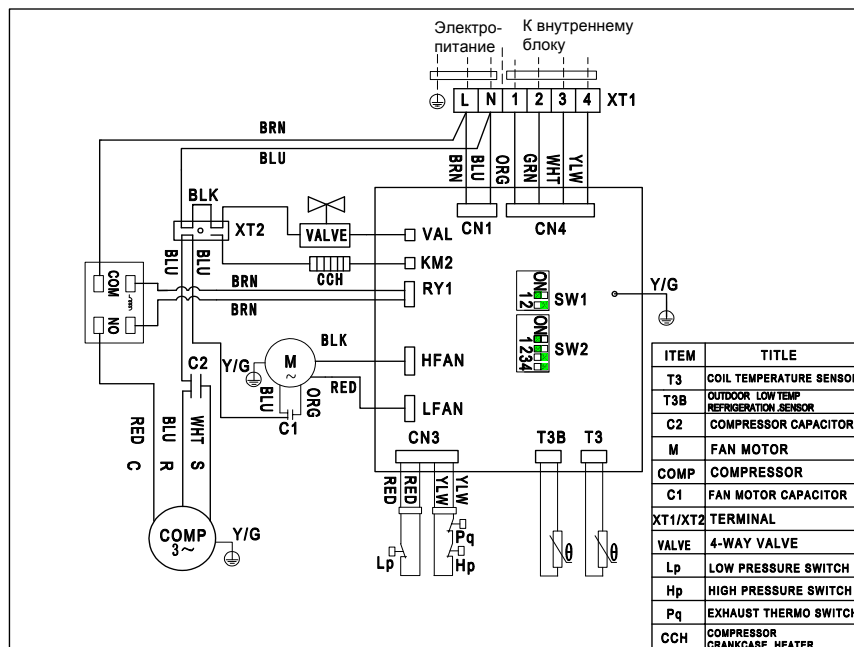 Электро-
питание
К внутреннему
блоку
L N 1 2 3 4 XT1
BRN
BLU
BRN
BLU
ORG
GRN
WHT
YLW
BLK
XT2
VALVE
VAL
CN1
CN4
CCH
KM2
BLU
BLU
BRN
BRN
RY1
COM
NO
ON
12
SW1
ON
1234
SW2
Y/G
BLK
HFAN
M
~
Y/G
RED
LFAN
C2
BLU
ORG
C1
CN3
T3B
T3
RED
BLU
WHT
C
R
S
RED
RED
YLW
YLW
Pq
Lp
Hp
θ
θ
COMP
3~
Y/G
ITEM TITLE
T3 COIL TEMPERATURE SENSOR
T3B OUTDOOR LOW TEMP
REFRIGERATION .SENSOR
C2 COMPRESSOR CAPACITOR
M FAN MOTOR
COMP COMPRESSOR
C1 FAN MOTOR CAPACITOR
XT1/XT2 TERMINAL
VALVE 4-WAY VALVE
Lp LOW PRESSURE SWITCH
Hp HIGH PRESSURE SWITCH
Pq EXHAUST THERMO SWITCH
CCH COMPRESSOR
CRANKCASE HEATER